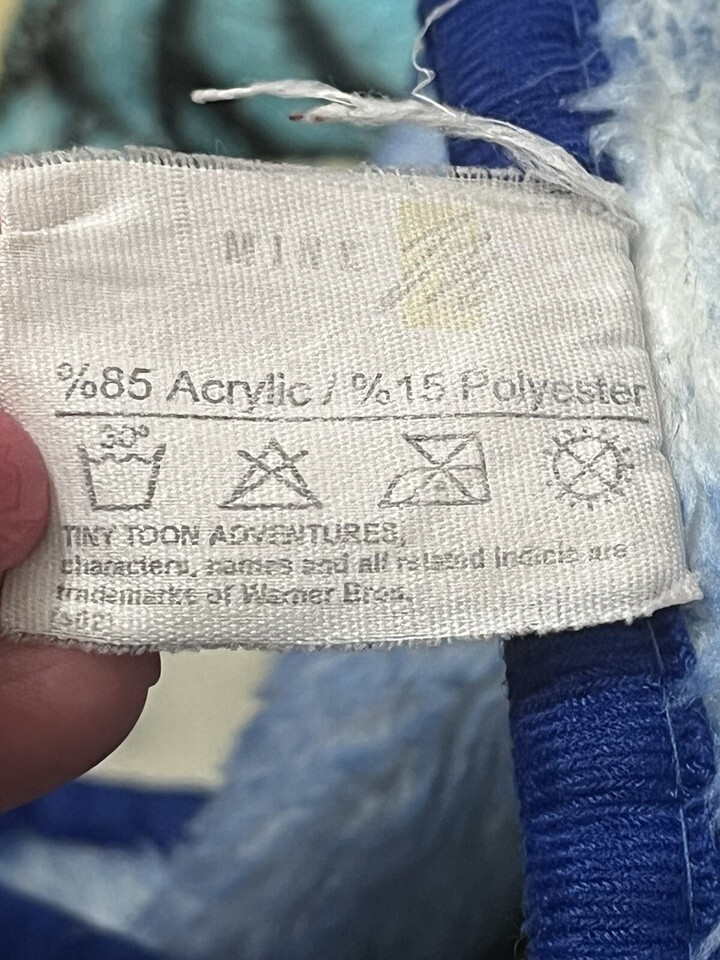 %85 Acrylic / %15 Polyester
30°
TINY TOON ADVENTURES,
characters, names and all related indicia are
trademarks of Warner Bros.